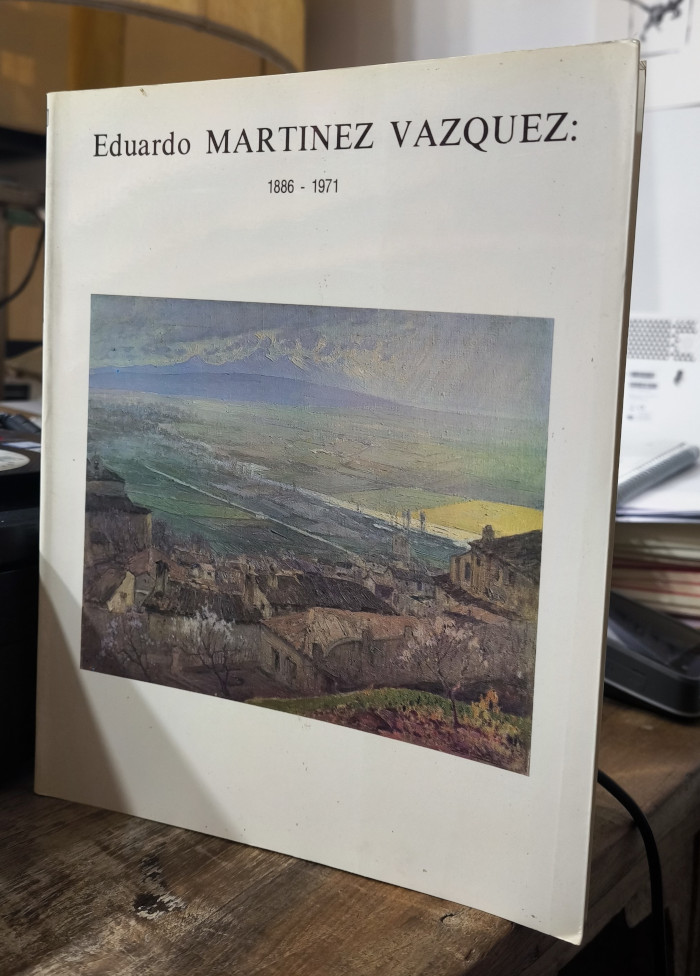 Eduardo MARTINEZ VAZQUEZ:
1886 - 1971